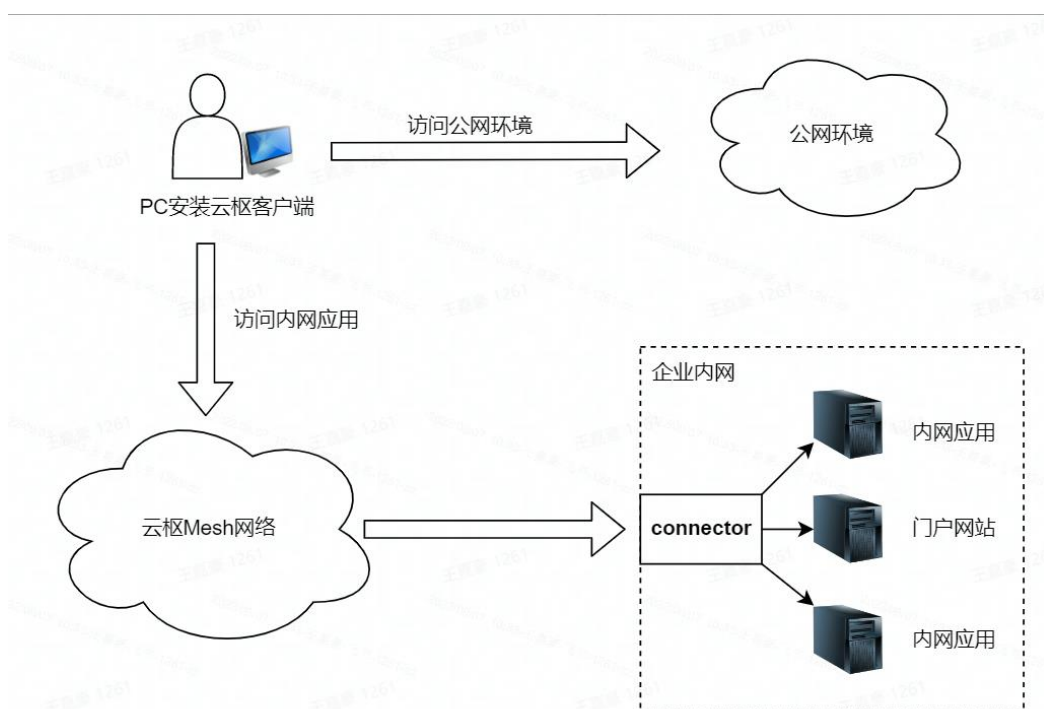 访问公网环境
公网环境
PC安装云枢客户端
访问内网应用
企业内网
内网应用
云枢Mesh网络
connector
门户网站
内网应用